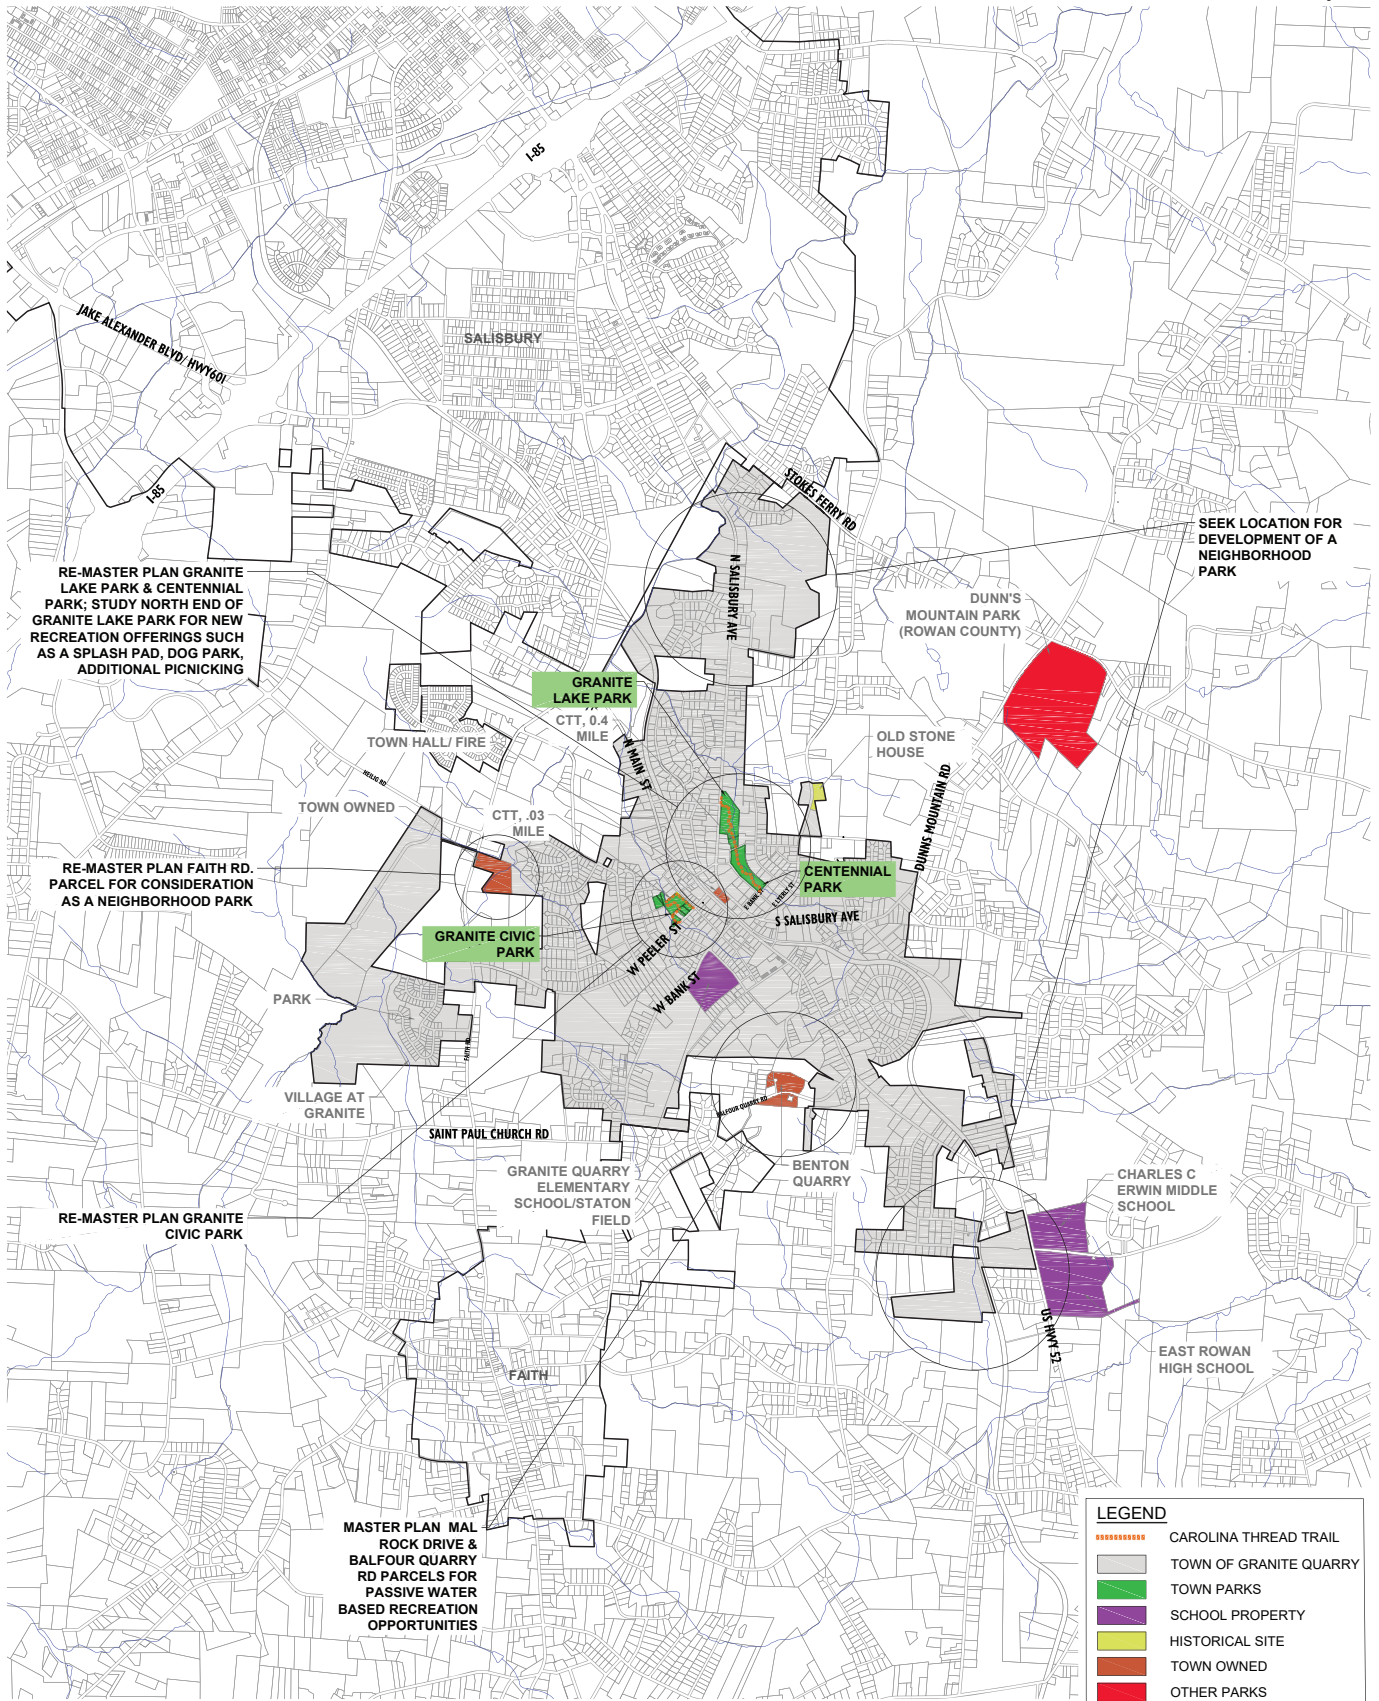 I-85
JAKE ALEXANDER BLVD/ HWY601
SALISBURY
I-85
STOKES FERRY RD
N SALISBURY AVE
SEEK LOCATION FOR
DEVELOPMENT OF A
NEIGHBORHOOD
PARK
RE-MASTER PLAN GRANITE
LAKE PARK & CENTENNIAL
PARK; STUDY NORTH END OF
GRANITE LAKE PARK FOR NEW
RECREATION OFFERINGS SUCH
AS A SPLASH PAD, DOG PARK,
ADDITIONAL PICNICKING
DUNN'S
MOUNTAIN PARK
(ROWAN COUNTY)
GRANITE
LAKE PARK
CTT, 0.4
MILE
TOWN HALL/ FIRE
N MAIN ST
OLD STONE
HOUSE
HEILIG RD
TOWN OWNED
CTT, .03
MILE
DUNNS MOUNTAIN RD
RE-MASTER PLAN FAITH RD.
PARCEL FOR CONSIDERATION
AS A NEIGHBORHOOD PARK
CENTENNIAL
PARK
E BANK ST
E LYERLY ST
S SALISBURY AVE
GRANITE CIVIC
PARK
W PEELER ST
W BANK ST
PARK
FAITH RD
VILLAGE AT
GRANITE
BALFOUR QUARRY RD
SAINT PAUL CHURCH RD
GRANITE QUARRY
ELEMENTARY
SCHOOL/STATON
FIELD
BENTON
QUARRY
CHARLES C
ERWIN MIDDLE
SCHOOL
RE-MASTER PLAN GRANITE
CIVIC PARK
US HWY 52
EAST ROWAN
HIGH SCHOOL
FAITH
MASTER PLAN MAL
ROCK DRIVE &
BALFOUR QUARRY
RD PARCELS FOR
PASSIVE WATER
BASED RECREATION
OPPORTUNITIES
LEGEND
CAROLINA THREAD TRAIL
TOWN OF GRANITE QUARRY
TOWN PARKS
SCHOOL PROPERTY
HISTORICAL SITE
TOWN OWNED
OTHER PARKS